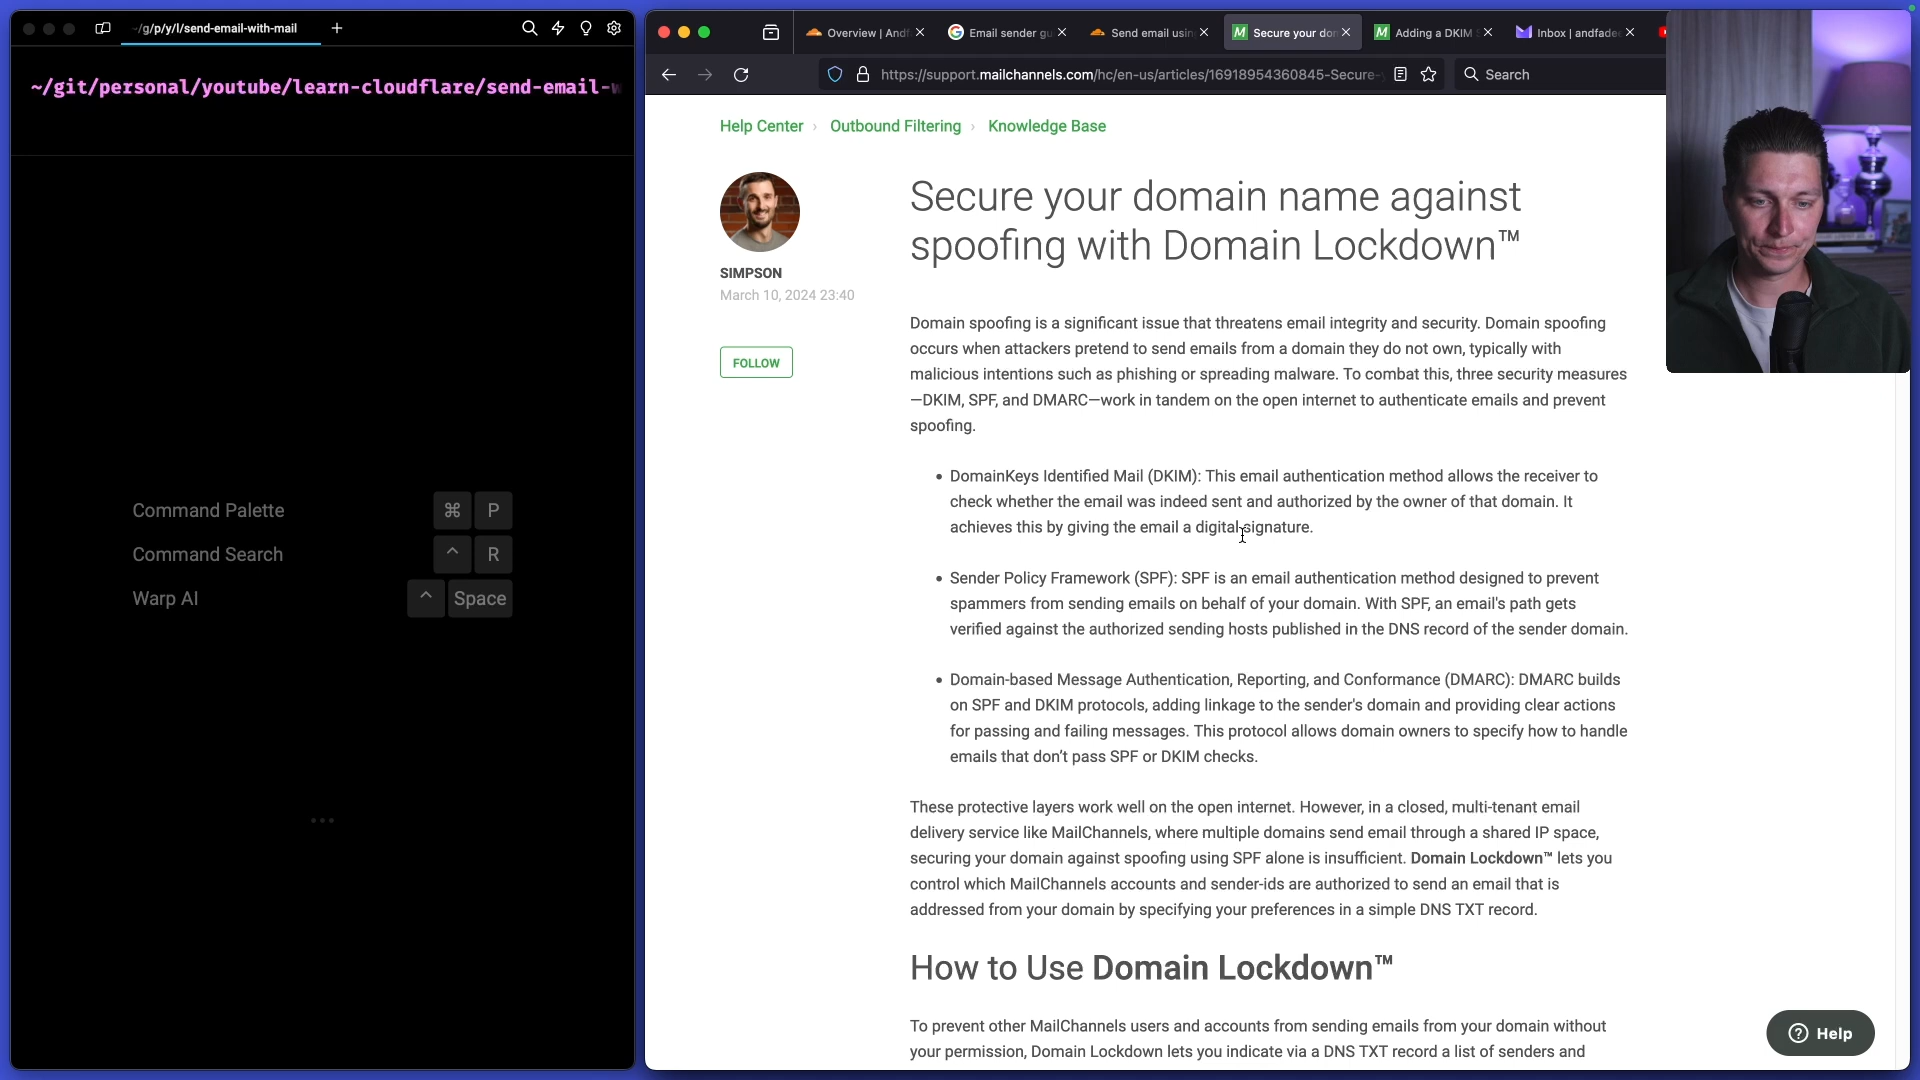 ~/g/p/y/l/send-email-with-mail
~/git/personal/youtube/learn-cloudflare/send-email-w
Command Palette ⌘ P
Command Search ^ R
Warp AI ^ Space
Overview | Andf
Email sender gu
Send email usin
Secure your dom
Adding a DKIM
Inbox | andfade
https://support.mailchannels.com/hc/en-us/articles/16918954360845-Secure-
Search
Help Center › Outbound Filtering › Knowledge Base
SIMPSON
March 10, 2024 23:40
FOLLOW
Secure your domain name against
spoofing with Domain Lockdown™
Domain spoofing is a significant issue that threatens email integrity and security. Domain spoofing
occurs when attackers pretend to send emails from a domain they do not own, typically with
malicious intentions such as phishing or spreading malware. To combat this, three security measures
—DKIM, SPF, and DMARC—work in tandem on the open internet to authenticate emails and prevent
spoofing.
• DomainKeys Identified Mail (DKIM): This email authentication method allows the receiver to
check whether the email was indeed sent and authorized by the owner of that domain. It
achieves this by giving the email a digital signature.
• Sender Policy Framework (SPF): SPF is an email authentication method designed to prevent
spammers from sending emails on behalf of your domain. With SPF, an email's path gets
verified against the authorized sending hosts published in the DNS record of the sender domain.
• Domain-based Message Authentication, Reporting, and Conformance (DMARC): DMARC builds
on SPF and DKIM protocols, adding linkage to the sender's domain and providing clear actions
for passing and failing messages. This protocol allows domain owners to specify how to handle
emails that don’t pass SPF or DKIM checks.
These protective layers work well on the open internet. However, in a closed, multi-tenant email
delivery service like MailChannels, where multiple domains send email through a shared IP space,
securing your domain against spoofing using SPF alone is insufficient. Domain Lockdown™ lets you
control which MailChannels accounts and sender-ids are authorized to send an email that is
addressed from your domain by specifying your preferences in a simple DNS TXT record.
How to Use Domain Lockdown™
To prevent other MailChannels users and accounts from sending emails from your domain without
your permission, Domain Lockdown lets you indicate via a DNS TXT record a list of senders and
Help